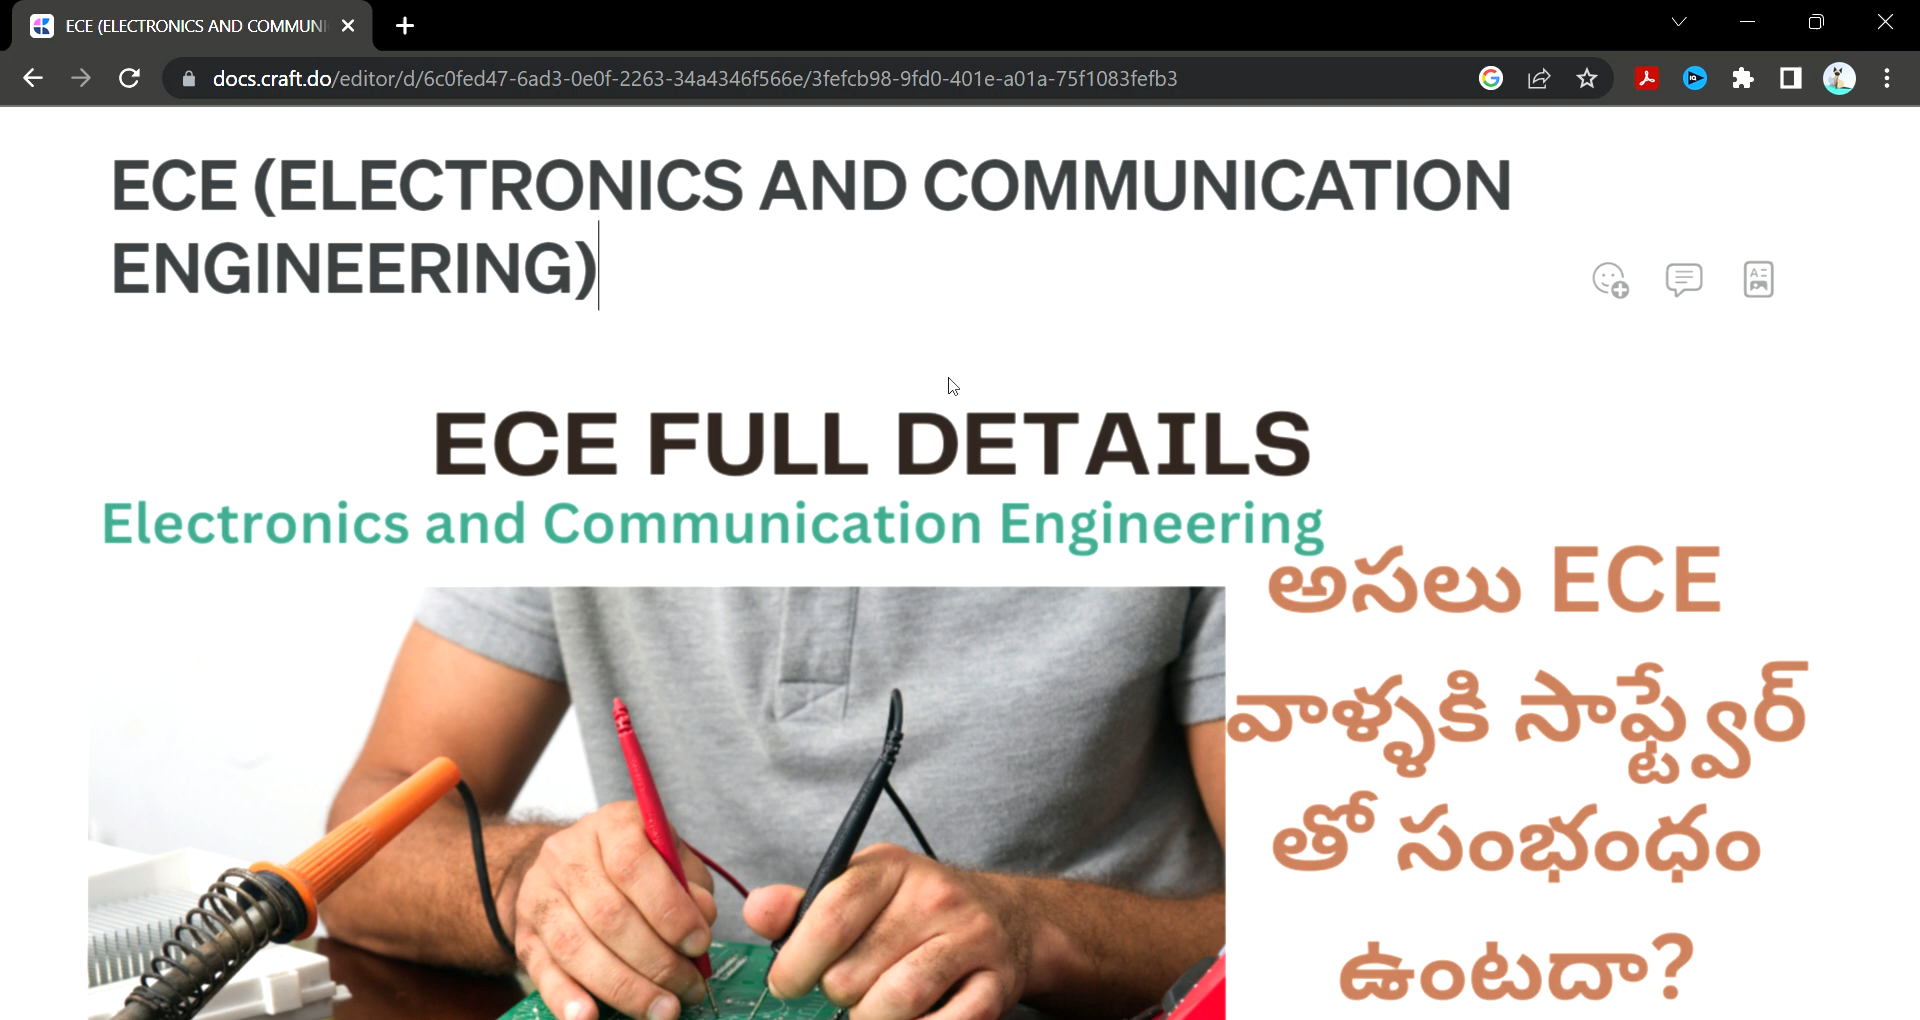 ECE (ELECTRONICS AND COMMUNI
docs.craft.do/editor/d/6c0fed47-6ad3-0e0f-2263-34a4346f566e/3fefcb98-9fd0-401e-a01a-75f1083fefb3
ECE (ELECTRONICS AND COMMUNICATION
ENGINEERING)
ECE FULL DETAILS
Electronics and Communication Engineering
అసలు ECE
వాళ్ళకి సాఫ్ట్వేర్
తో సంభంధం
ఉంటదా?